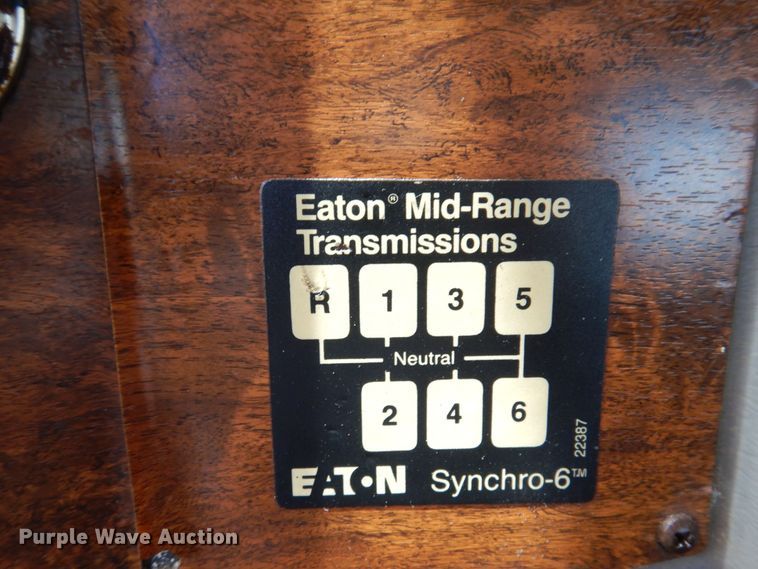 Eaton® Mid-Range
Transmissions
R 1 3 5
Neutral
2 4 6
22387
EATON Synchro-6™
Purple Wave Auction®